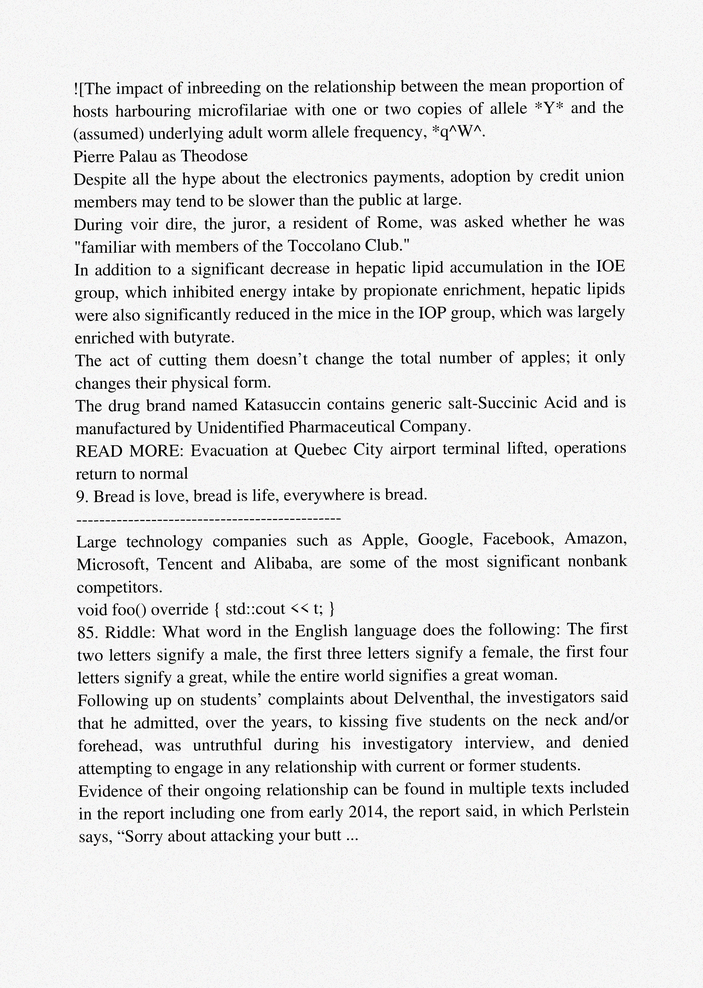 ![The impact of inbreeding on the relationship between the mean proportion of
hosts harbouring microfilariae with one or two copies of allele *Y* and the
(assumed) underlying adult worm allele frequency, *q^W^.
Pierre Palau as Theodose
Despite all the hype about the electronics payments, adoption by credit union
members may tend to be slower than the public at large.
During voir dire, the juror, a resident of Rome, was asked whether he was
"familiar with members of the Toccolano Club."
In addition to a significant decrease in hepatic lipid accumulation in the IOE
group, which inhibited energy intake by propionate enrichment, hepatic lipids
were also significantly reduced in the mice in the IOP group, which was largely
enriched with butyrate.
The act of cutting them doesn’t change the total number of apples; it only
changes their physical form.
The drug brand named Katasuccin contains generic salt-Succinic Acid and is
manufactured by Unidentified Pharmaceutical Company.
READ MORE: Evacuation at Quebec City airport terminal lifted, operations
return to normal
9. Bread is love, bread is life, everywhere is bread.
----------------------------------------------
Large technology companies such as Apple, Google, Facebook, Amazon,
Microsoft, Tencent and Alibaba, are some of the most significant nonbank
competitors.
void foo() override { std::cout << t; }
85. Riddle: What word in the English language does the following: The first
two letters signify a male, the first three letters signify a female, the first four
letters signify a great, while the entire world signifies a great woman.
Following up on students’ complaints about Delventhal, the investigators said
that he admitted, over the years, to kissing five students on the neck and/or
forehead, was untruthful during his investigatory interview, and denied
attempting to engage in any relationship with current or former students.
Evidence of their ongoing relationship can be found in multiple texts included
in the report including one from early 2014, the report said, in which Perlstein
says, “Sorry about attacking your butt ...